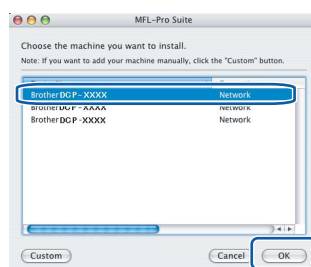 MFL-Pro Suite
Choose the machine you want to install.
Note: If you want to add your machine manually, click the "Custom" button.
Brother DCP-XXXX Network
Brother DCP-XXXX Network
Brother DCP-XXXX Network
Custom Cancel OK